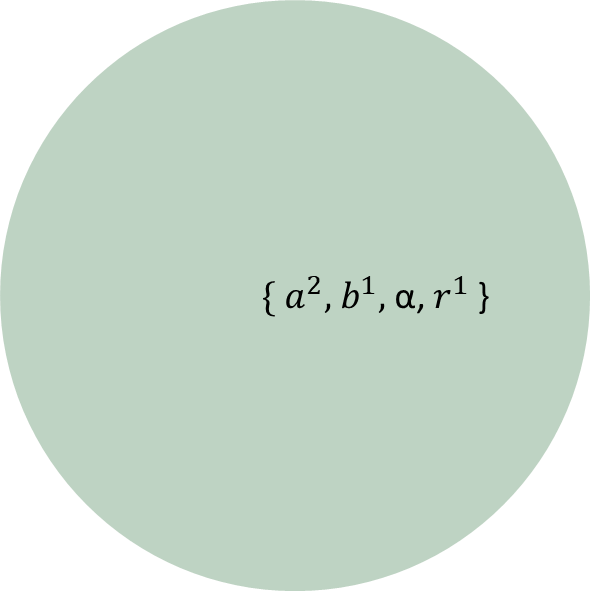 { a², b¹, α, r¹ }